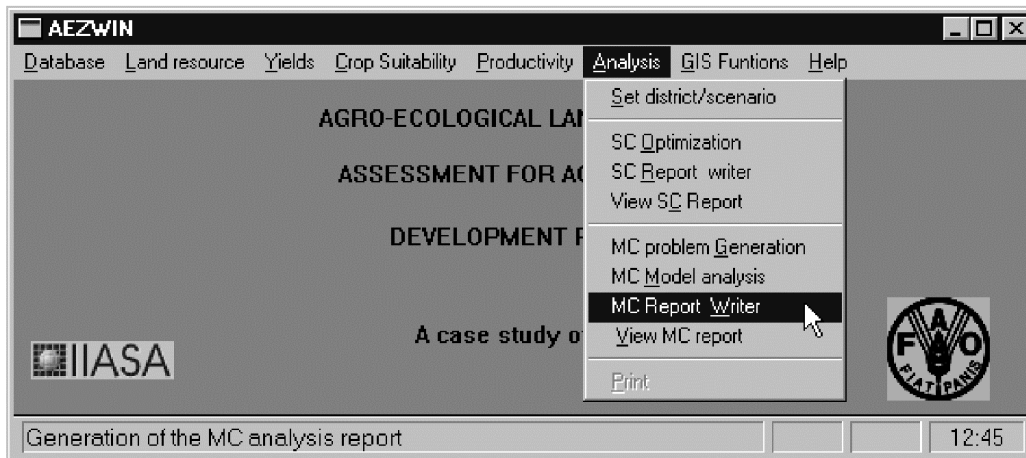 AEZWIN
Database Land resource Yields Crop Suitability Productivity Analysis GIS Funtions Help
Set district/scenario
AGRO-ECOLOGICAL LAN
SC Optimization
ASSESSMENT FOR AG
SC Report writer
View SC Report
DEVELOPMENT P
MC problem Generation
MC Model analysis
MC Report Writer
A case study o
View MC report
IIASA
FAO
FIAT PANIS
Print
Generation of the MC analysis report 12:45